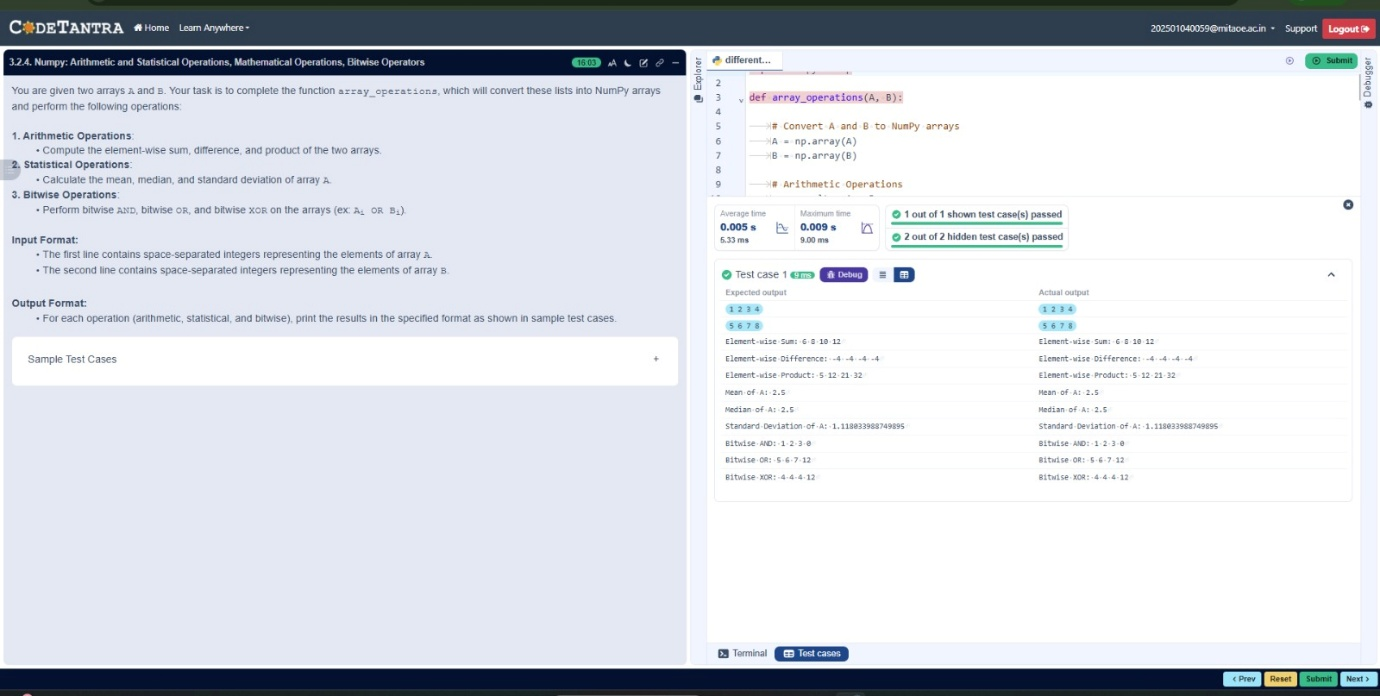 CODETANTRA Home Learn Anywhere
202501040059@mitaoe.ac.in Support Logout
3.2.4. Numpy: Arithmetic and Statistical Operations, Mathematical Operations, Bitwise Operators 16:03
You are given two arrays A and B. Your task is to complete the function array_operations, which will convert these lists into NumPy arrays
and perform the following operations:
1. Arithmetic Operations:
• Compute the element-wise sum, difference, and product of the two arrays.
2. Statistical Operations:
• Calculate the mean, median, and standard deviation of array A.
3. Bitwise Operations:
• Perform bitwise AND, bitwise OR, and bitwise XOR on the arrays (ex: Ai OR Bi).
Input Format:
• The first line contains space-separated integers representing the elements of array A.
• The second line contains space-separated integers representing the elements of array B.
Output Format:
• For each operation (arithmetic, statistical, and bitwise), print the results in the specified format as shown in sample test cases.
Sample Test Cases +
Explorer
different...
Submit
Debugger
2
3 def array_operations(A, B):
4
5 # Convert A and B to NumPy arrays
6 A = np.array(A)
7 B = np.array(B)
8
9 # Arithmetic Operations
Average time
0.005 s
5.33 ms
Maximum time
0.009 s
9.00 ms
1 out of 1 shown test case(s) passed
2 out of 2 hidden test case(s) passed
Test case 1 9 ms Debug
Expected output
1 2 3 4
5 6 7 8
Element-wise Sum: 6 8 10 12
Element-wise Difference: -4 -4 -4 -4
Element-wise Product: 5 12 21 32
Mean of A: 2.5
Median of A: 2.5
Standard Deviation of A: 1.118033988749895
Bitwise AND: 1 2 3 0
Bitwise OR: 5 6 7 12
Bitwise XOR: 4 4 4 12
Actual output
1 2 3 4
5 6 7 8
Element-wise Sum: 6 8 10 12
Element-wise Difference: -4 -4 -4 -4
Element-wise Product: 5 12 21 32
Mean of A: 2.5
Median of A: 2.5
Standard Deviation of A: 1.118033988749895
Bitwise AND: 1 2 3 0
Bitwise OR: 5 6 7 12
Bitwise XOR: 4 4 4 12
Terminal Test cases
< Prev Reset Submit Next >